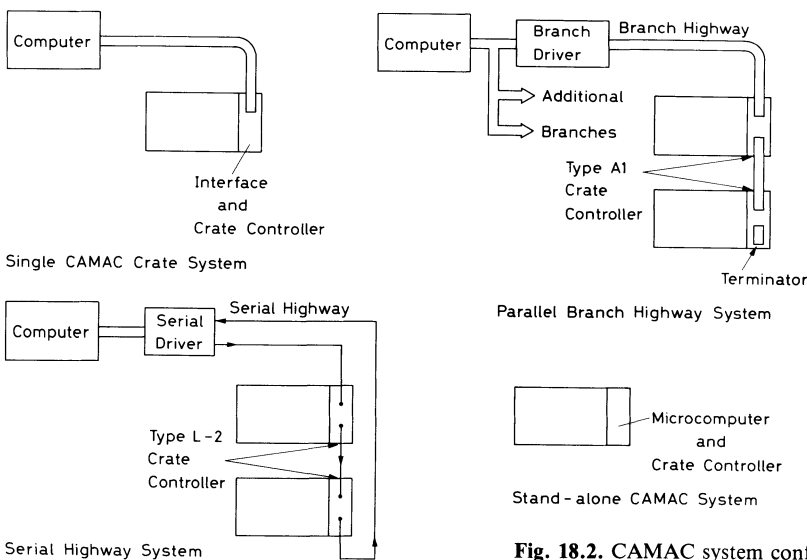 Computer
Interface
and
Crate Controller
Single CAMAC Crate System
Computer
Branch
Driver
Branch Highway
Additional
Branches
Type A1
Crate
Controller
Terminator
Parallel Branch Highway System
Computer
Serial
Driver
Serial Highway
Type L-2
Crate
Controller
Serial Highway System
Microcomputer
and
Crate Controller
Stand-alone CAMAC System
Fig. 18.2. CAMAC system